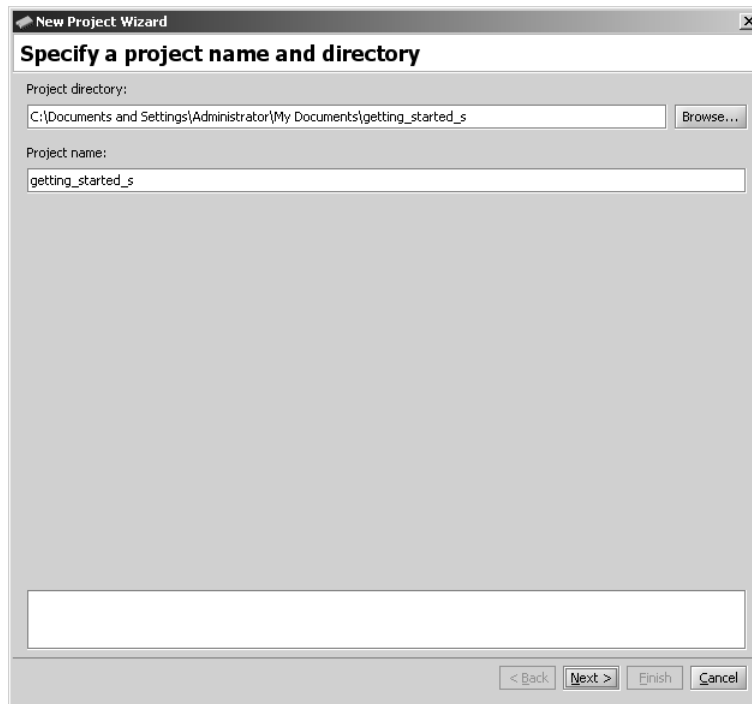 New Project Wizard
Specify a project name and directory
Project directory:
C:\Documents and Settings\Administrator\My Documents\getting_started_s
Browse...
Project name:
getting_started_s
< Back Next > Finish Cancel